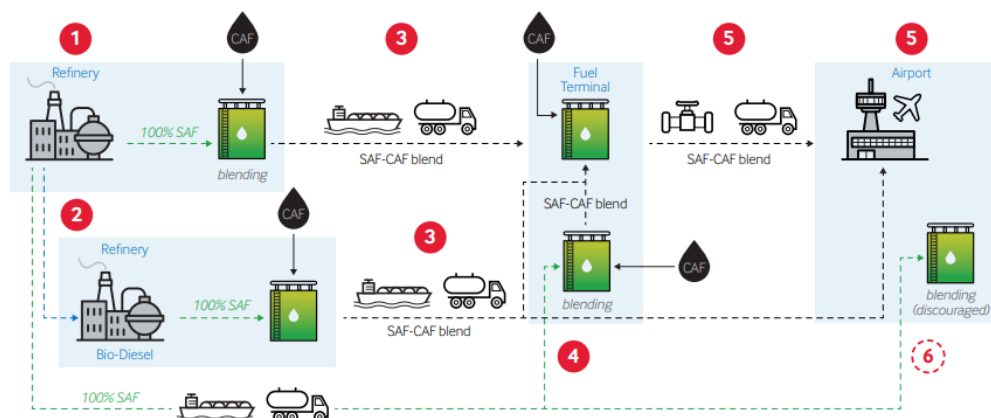 1
CAF
3
CAF
5
5
Refinery
Fuel
Terminal
Airport
100% SAF
SAF-CAF blend
SAF-CAF blend
blending
2
CAF
SAF-CAF blend
3
Refinery
CAF
100% SAF
blending
blending
(discouraged)
SAF-CAF blend
Bio-Diesel
4
6
100% SAF